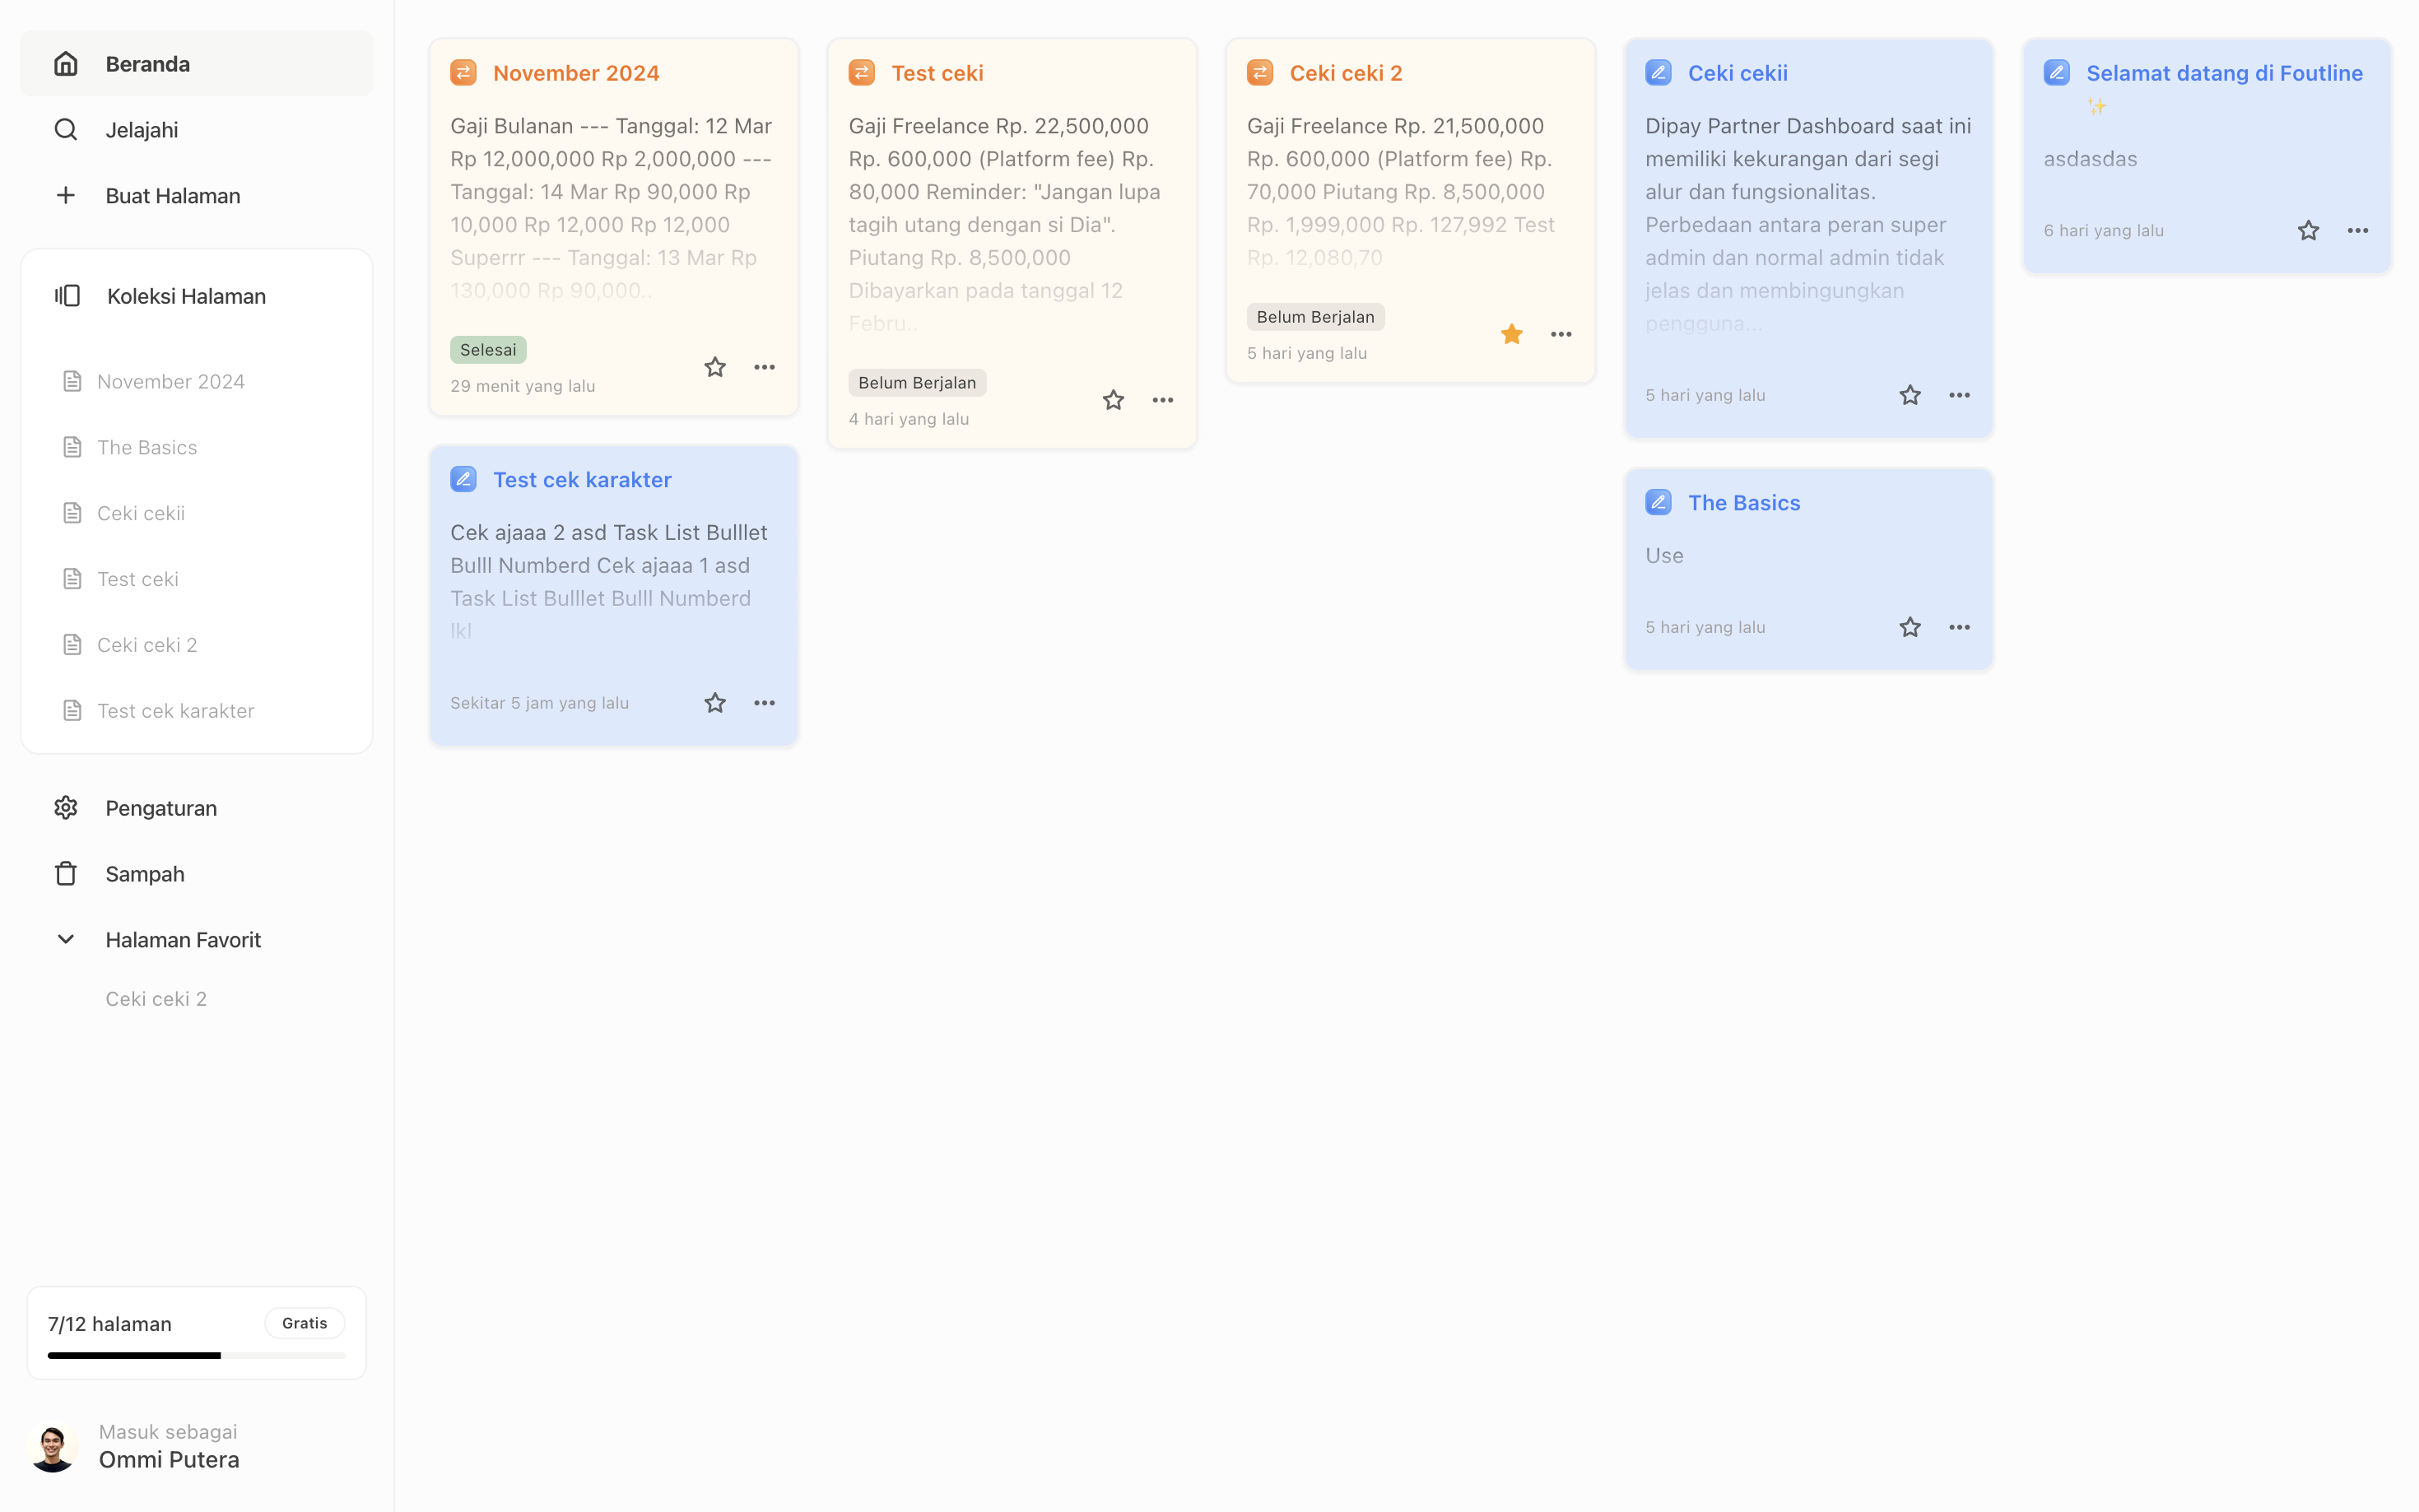 Beranda
Jelajahi
Buat Halaman
Koleksi Halaman
November 2024
The Basics
Ceki cekii
Test ceki
Ceki ceki 2
Test cek karakter
Pengaturan
Sampah
Halaman Favorit
Ceki ceki 2
7/12 halaman
Gratis
Masuk sebagai
Ommi Putera
November 2024
Gaji Bulanan --- Tanggal: 12 Mar
Rp 12,000,000 Rp 2,000,000 ---
Tanggal: 14 Mar Rp 90,000 Rp
10,000 Rp 12,000 Rp 12,000
Superrr --- Tanggal: 13 Mar Rp
130,000 Rp 90,000..
Selesai
29 menit yang lalu
Test cek karakter
Cek ajaaa 2 asd Task List Bulllet
Bulll Numberd Cek ajaaa 1 asd
Task List Bulllet Bulll Numberd
lkl
Sekitar 5 jam yang lalu
Test ceki
Gaji Freelance Rp. 22,500,000
Rp. 600,000 (Platform fee) Rp.
80,000 Reminder: "Jangan lupa
tagih utang dengan si Dia".
Piutang Rp. 8,500,000
Dibayarkan pada tanggal 12
Febru..
Belum Berjalan
4 hari yang lalu
Ceki ceki 2
Gaji Freelance Rp. 21,500,000
Rp. 600,000 (Platform fee) Rp.
70,000 Piutang Rp. 8,500,000
Rp. 1,999,000 Rp. 127,992 Test
Rp. 12,080,70
Belum Berjalan
5 hari yang lalu
Ceki cekii
Dipay Partner Dashboard saat ini
memiliki kekurangan dari segi
alur dan fungsionalitas.
Perbedaan antara peran super
admin dan normal admin tidak
jelas dan membingungkan
pengguna...
5 hari yang lalu
The Basics
Use
5 hari yang lalu
Selamat datang di Foutline
✨
asdasdas
6 hari yang lalu